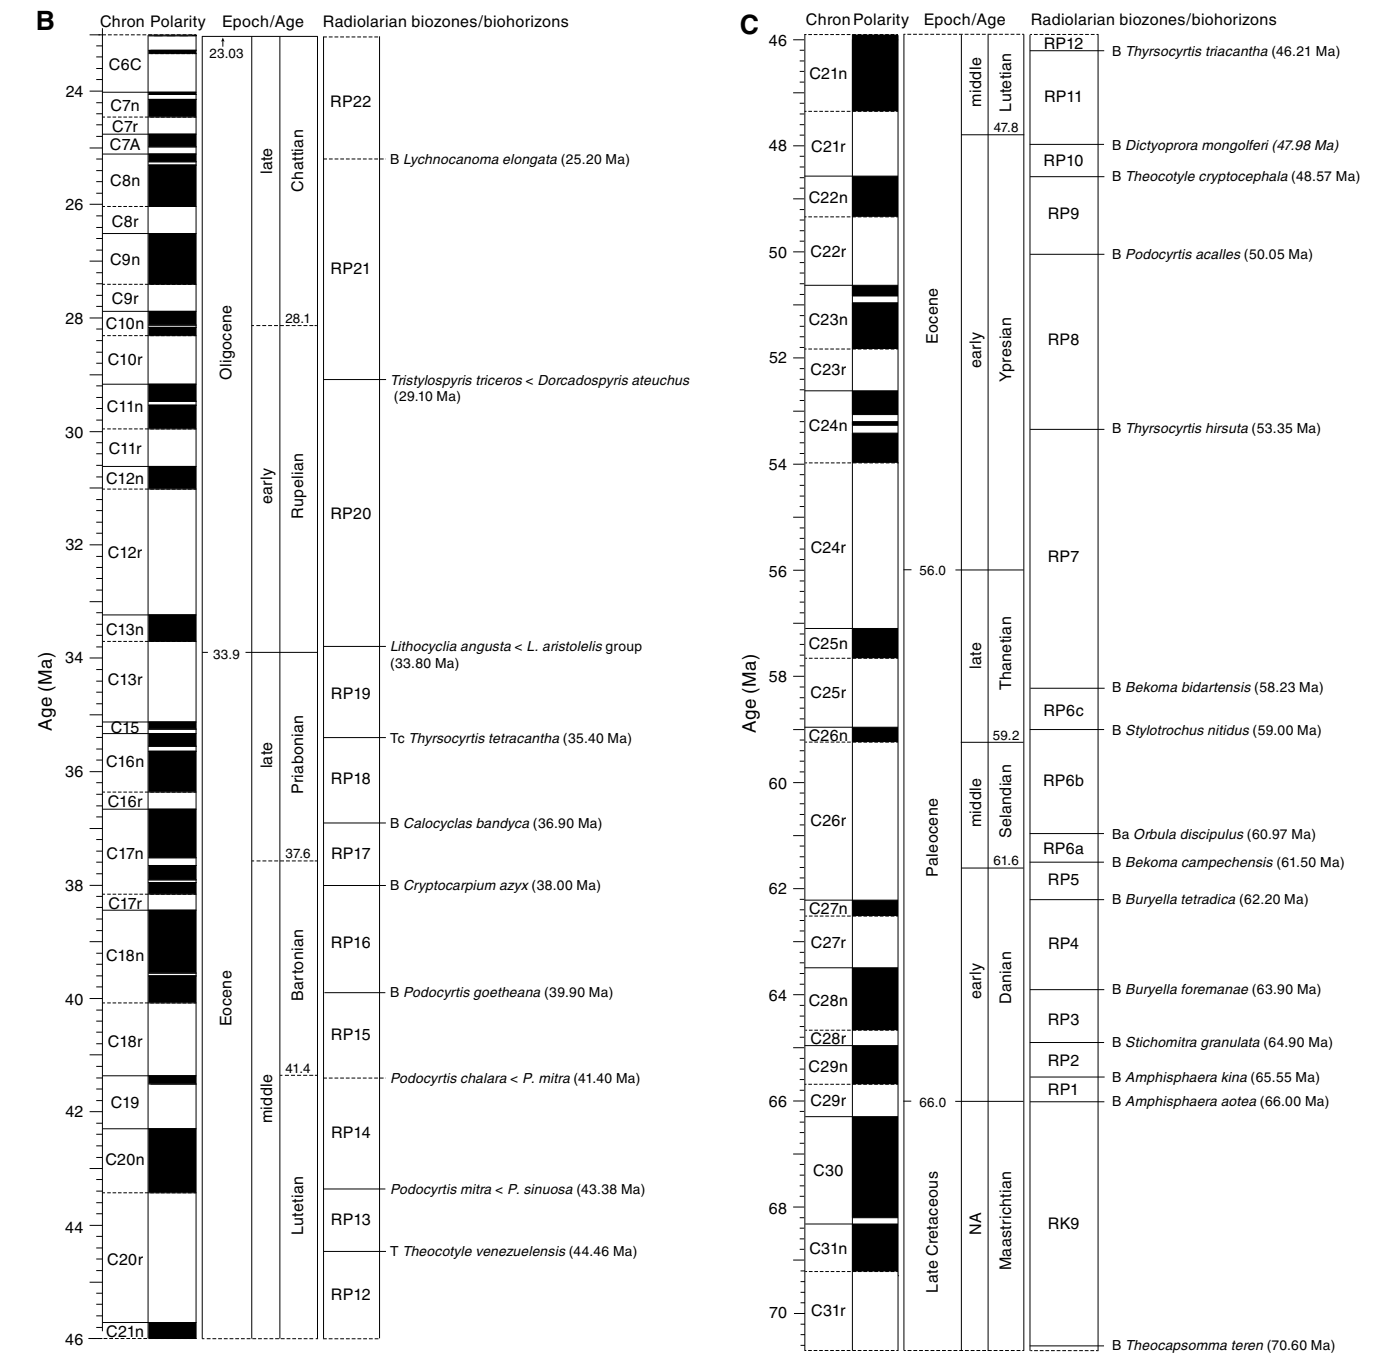 B
Chron Polarity Epoch/Age Radiolarian biozones/biohorizons
23.03
C6C
24
RP22
C7n
C7r
C7A
late
Chattian
B Lychnocanoma elongata (25.20 Ma)
C8n
26
C8r
C9n
RP21
C9r
28
C10n
28.1
Oligocene
C10r
Tristylospyris triceros < Dorcadospyris ateuchus
(29.10 Ma)
C11n
30
C11r
C12n
early
Rupelian
RP20
32
C12r
C13n
Lithocyclia angusta < L. aristolelis group
(33.80 Ma)
34
33.9
Age (Ma)
C13r
RP19
C15
Tc Thyrsocyrtis tetracantha (35.40 Ma)
C16n
late
Priabonian
36
RP18
C16r
B Calocyclas bandyca (36.90 Ma)
C17n
37.6
RP17
38
B Cryptocarpium azyx (38.00 Ma)
C17r
RP16
C18n
Bartonian
Eocene
B Podocyrtis goetheana (39.90 Ma)
40
C18r
RP15
41.4
Podocyrtis chalara < P. mitra (41.40 Ma)
middle
C19
42
RP14
C20n
Podocyrtis mitra < P. sinuosa (43.38 Ma)
Lutetian
RP13
44
T Theocotyle venezuelensis (44.46 Ma)
C20r
RP12
C21n
46
C
Chron Polarity Epoch/Age Radiolarian biozones/biohorizons
46
RP12
B Thyrsocyrtis triacantha (46.21 Ma)
C21n
middle
Lutetian
RP11
47.8
48
C21r
B Dictyoprora mongolferi (47.98 Ma)
RP10
B Theocotyle cryptocephala (48.57 Ma)
C22n
RP9
50
C22r
B Podocyrtis acalles (50.05 Ma)
C23n
Eocene
early
Ypresian
RP8
52
C23r
C24n
B Thyrsocyrtis hirsuta (53.35 Ma)
54
C24r
RP7
56
56.0
C25n
late
Thanetian
Age (Ma)
58
C25r
B Bekoma bidartensis (58.23 Ma)
RP6c
C26n
59.2
B Stylotrochus nitidus (59.00 Ma)
60
middle
Selandian
RP6b
C26r
Paleocene
Ba Orbula discipulus (60.97 Ma)
RP6a
61.6
B Bekoma campechensis (61.50 Ma)
RP5
62
B Buryella tetradica (62.20 Ma)
C27n
C27r
RP4
early
Danian
64
C28n
B Buryella foremanae (63.90 Ma)
RP3
C28r
B Stichomitra granulata (64.90 Ma)
C29n
RP2
B Amphisphaera kina (65.55 Ma)
RP1
66
C29r
66.0
B Amphisphaera aotea (66.00 Ma)
C30
68
Late Cretaceous
NA
Maastrichtian
RK9
C31n
70
C31r
B Theocapsomma teren (70.60 Ma)